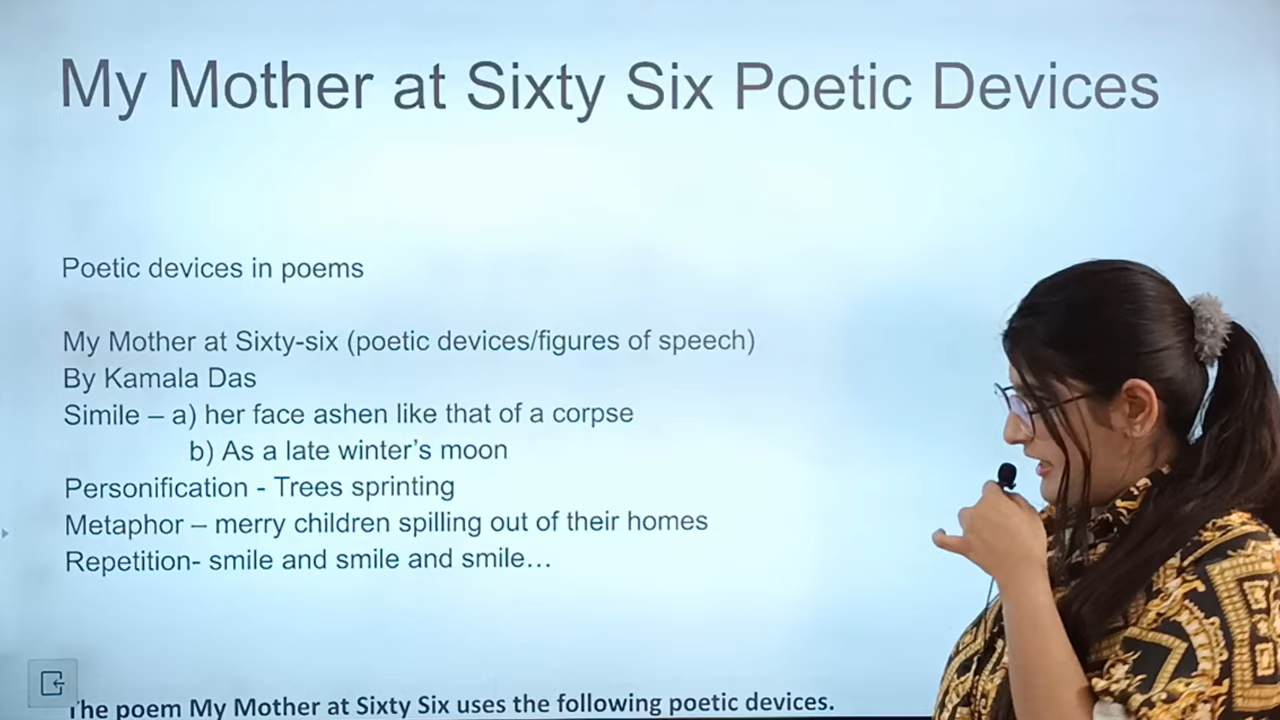 My Mother at Sixty Six Poetic Devices
Poetic devices in poems
My Mother at Sixty-six (poetic devices/figures of speech)
By Kamala Das
Simile – a) her face ashen like that of a corpse
b) As a late winter's moon
Personification - Trees sprinting
Metaphor – merry children spilling out of their homes
Repetition- smile and smile and smile…
The poem My Mother at Sixty Six uses the following poetic devices.